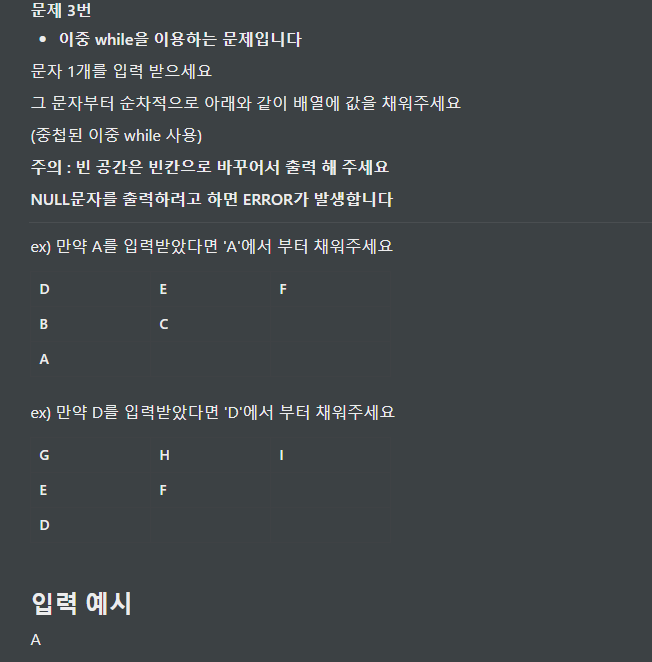 문제 3번
• 이중 while을 이용하는 문제입니다
문자 1개를 입력 받으세요
그 문자부터 순차적으로 아래와 같이 배열에 값을 채워주세요
(중첩된 이중 while 사용)
주의 : 빈 공간은 빈칸으로 바꾸어서 출력 해 주세요
NULL문자를 출력하려고 하면 ERROR가 발생합니다
ex) 만약 A를 입력받았다면 'A'에서 부터 채워주세요
D E F
B C
A
ex) 만약 D를 입력받았다면 'D'에서 부터 채워주세요
G H I
E F
D
입력 예시
A